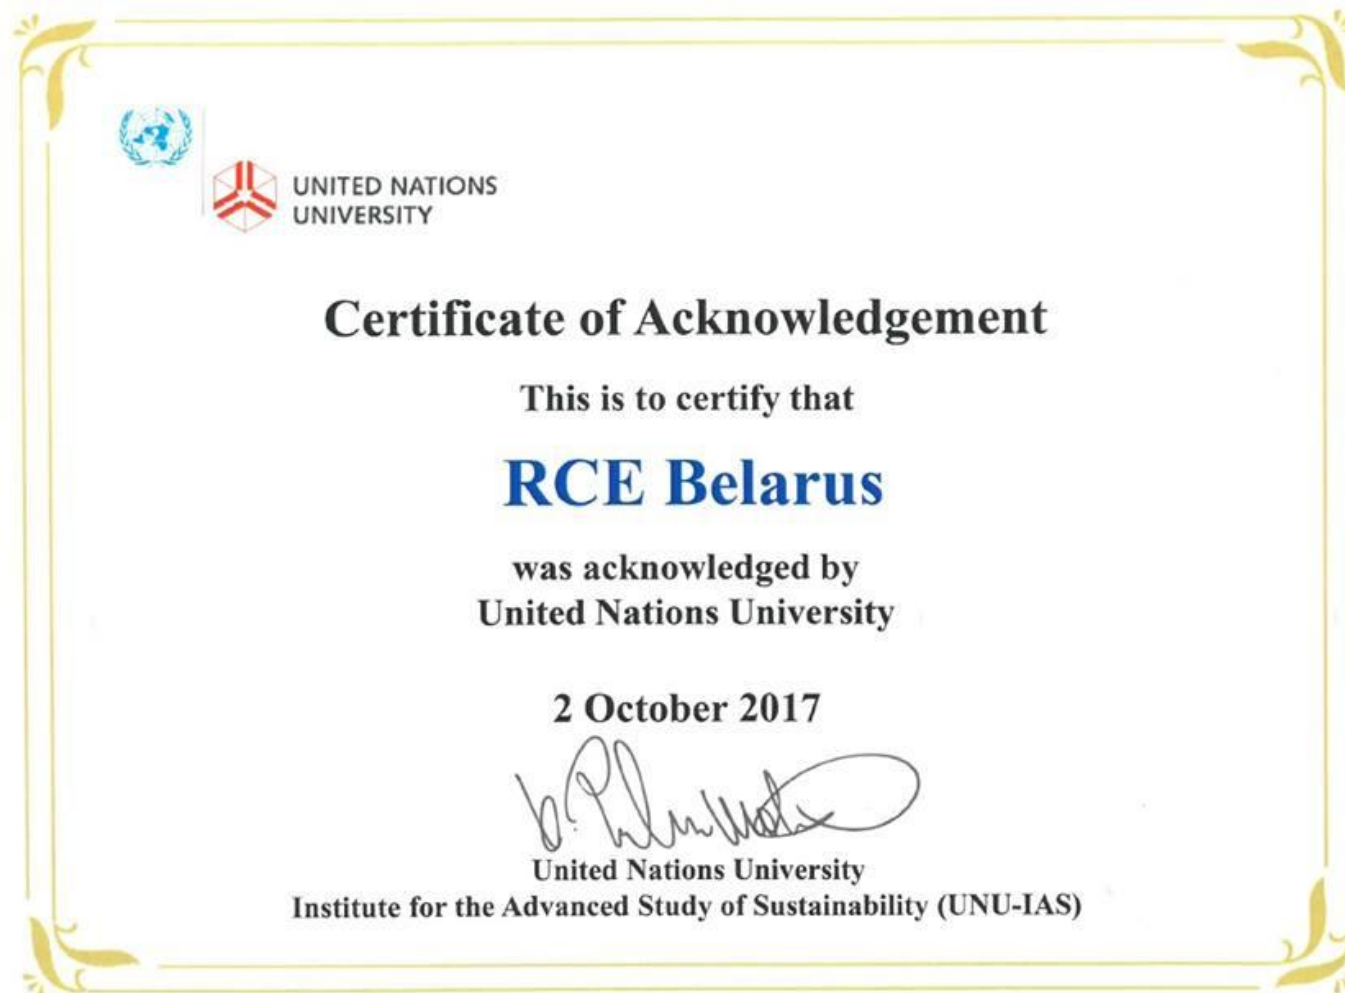 UNITED NATIONS
UNIVERSITY
Certificate of Acknowledgement
This is to certify that
RCE Belarus
was acknowledged by
United Nations University
2 October 2017
United Nations University
Institute for the Advanced Study of Sustainability (UNU-IAS)